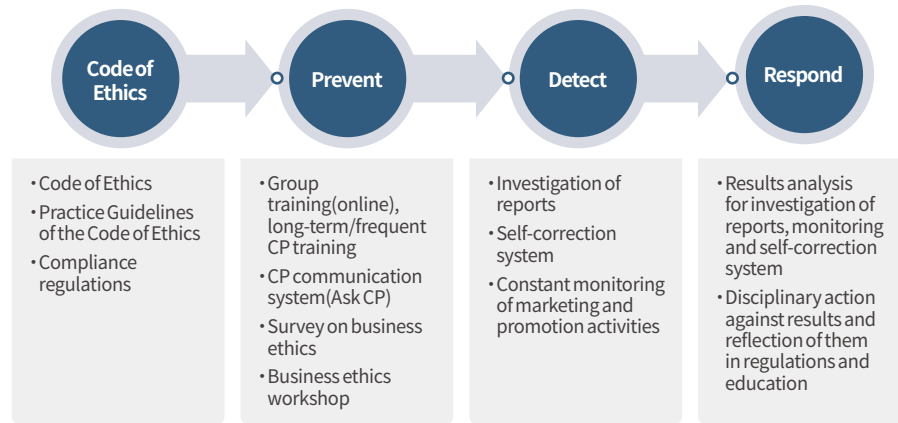 Code of
Ethics
Prevent
Detect
Respond
• Code of Ethics
• Practice Guidelines
of the Code of Ethics
• Compliance
regulations
• Group
training(online),
long-term/frequent
CP training
• CP communication
system(Ask CP)
• Survey on business
ethics
• Business ethics
workshop
• Investigation of
reports
• Self-correction
system
• Constant monitoring
of marketing and
promotion activities
• Results analysis
for investigation of
reports, monitoring
and self-correction
system
• Disciplinary action
against results and
reflection of them
in regulations and
education